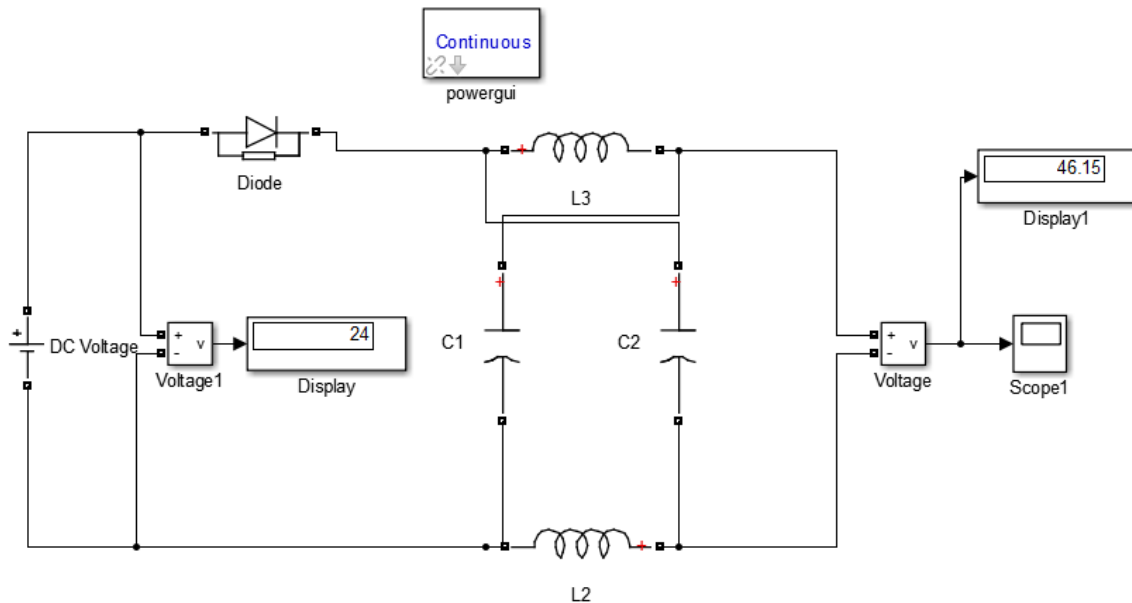 Continuous
powergui
Diode
L3
46.15
Display1
+
DC Voltage
+
-
v
Voltage1
24
Display
+
C1
+
C2
+
-
v
Voltage
Scope1
+
+
L2